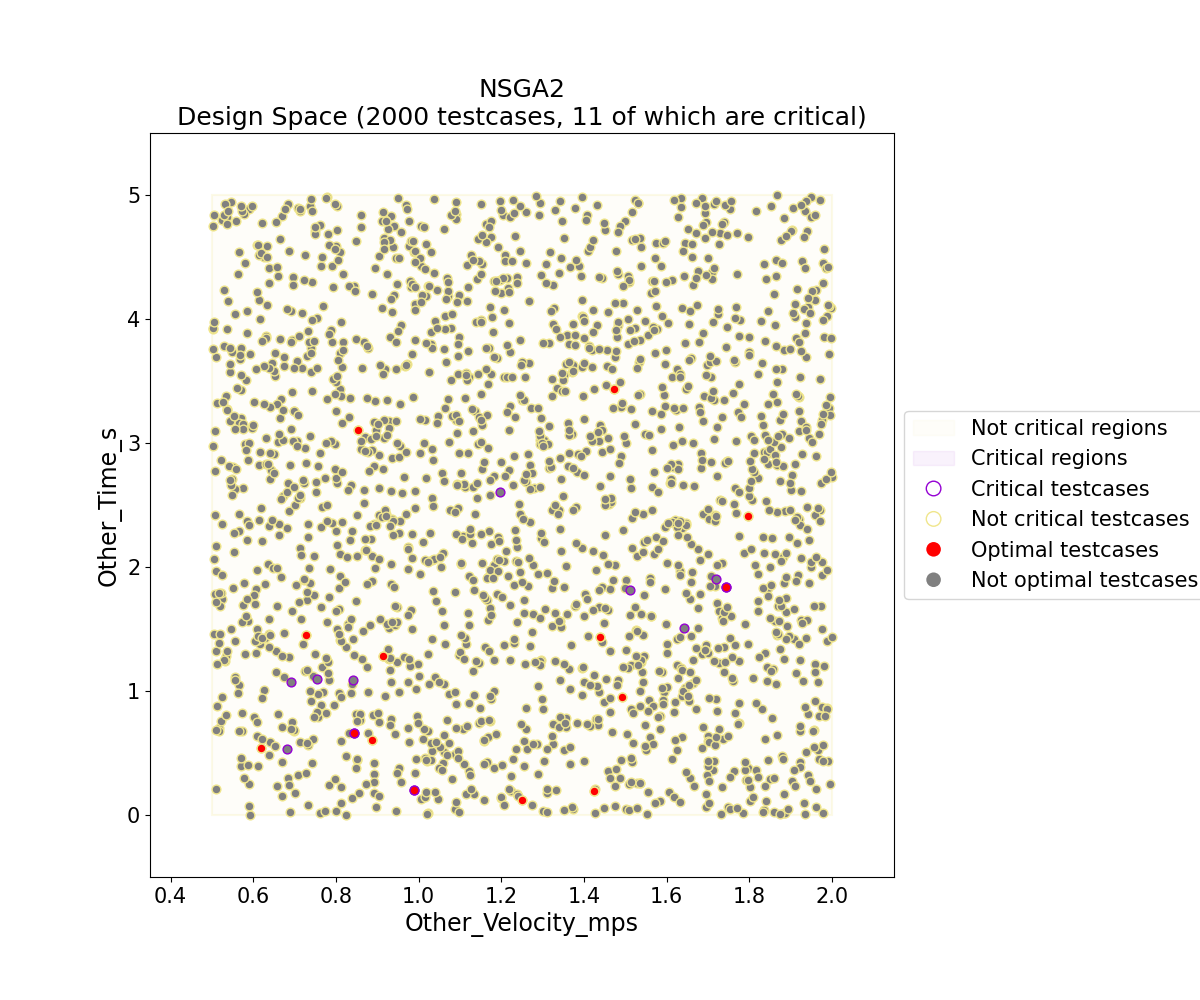 NSGA2
Design Space (2000 testcases, 11 of which are critical)
5
4
3
2
1
0
Other_Time_s
0.4 0.6 0.8 1.0 1.2 1.4 1.6 1.8 2.0
Other_Velocity_mps
Not critical regions
Critical regions
Critical testcases
Not critical testcases
Optimal testcases
Not optimal testcases